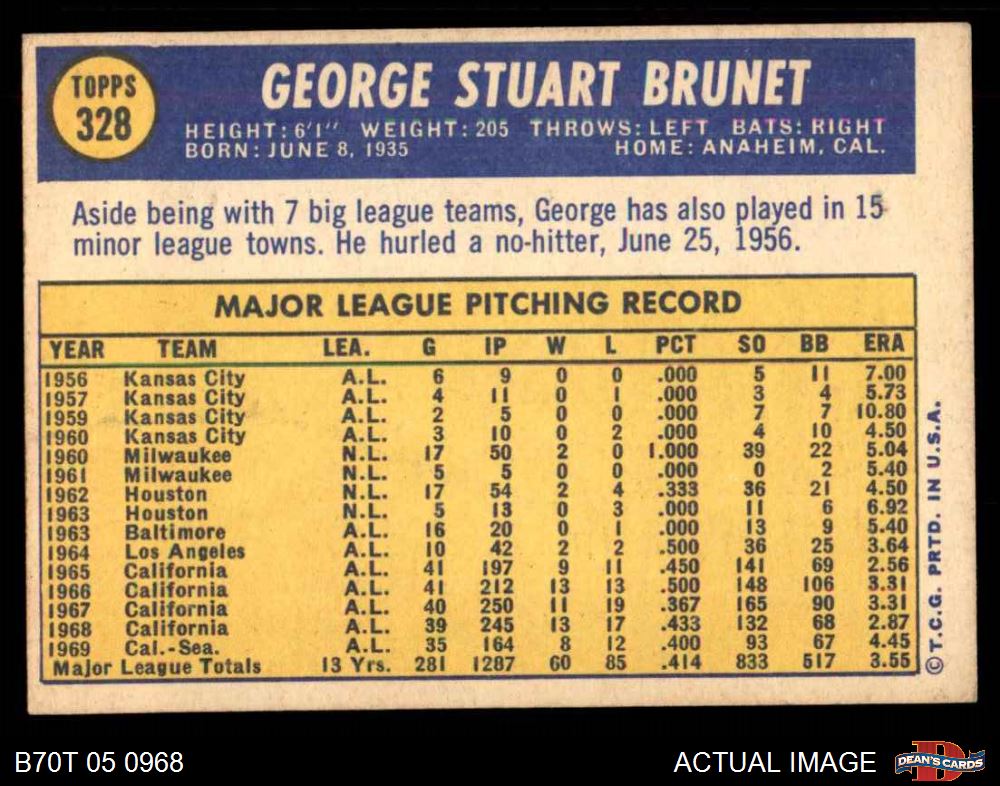 TOPPS
328
GEORGE STUART BRUNET
HEIGHT: 6'1" WEIGHT: 205 THROWS: LEFT BATS: RIGHT
BORN: JUNE 8, 1935 HOME: ANAHEIM, CAL.
Aside being with 7 big league teams, George has also played in 15
minor league towns. He hurled a no-hitter, June 25, 1956.
MAJOR LEAGUE PITCHING RECORD
YEAR TEAM LEA. G IP W L PCT SO BB ERA
1956 Kansas City A.L. 6 9 0 0 .000 5 11 7.00
1957 Kansas City A.L. 4 11 0 1 .000 3 4 5.73
1959 Kansas City A.L. 2 5 0 0 .000 7 7 10.80
1960 Kansas City A.L. 3 10 0 2 .000 4 10 4.50
1960 Milwaukee N.L. 17 50 2 0 1.000 39 22 5.04
1961 Milwaukee N.L. 5 5 0 0 .000 0 2 5.40
1962 Houston N.L. 17 54 2 4 .333 36 21 4.50
1963 Houston N.L. 5 13 0 3 .000 11 6 6.92
1963 Baltimore A.L. 16 20 0 1 .000 13 9 5.40
1964 Los Angeles A.L. 10 42 2 2 .500 36 25 3.64
1965 California A.L. 41 197 9 11 .450 141 69 2.56
1966 California A.L. 41 212 13 13 .500 148 106 3.31
1967 California A.L. 40 250 11 19 .367 165 90 3.31
1968 California A.L. 39 245 13 17 .433 132 68 2.87
1969 Cal.-Sea. A.L. 35 164 8 12 .400 93 67 4.45
Major League Totals 13 Yrs. 281 1287 60 85 .414 833 517 3.55
©T.C.G. PRTD. IN U.S.A.
B70T 05 0968 ACTUAL IMAGE
DEAN'S CARDS